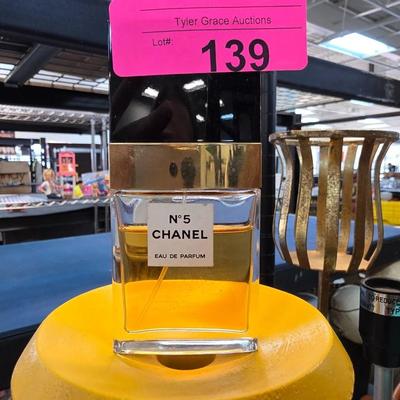 Tyler Grace Auctions
Lot#:
139
N°5
CHANEL
EAU DE PARFUM